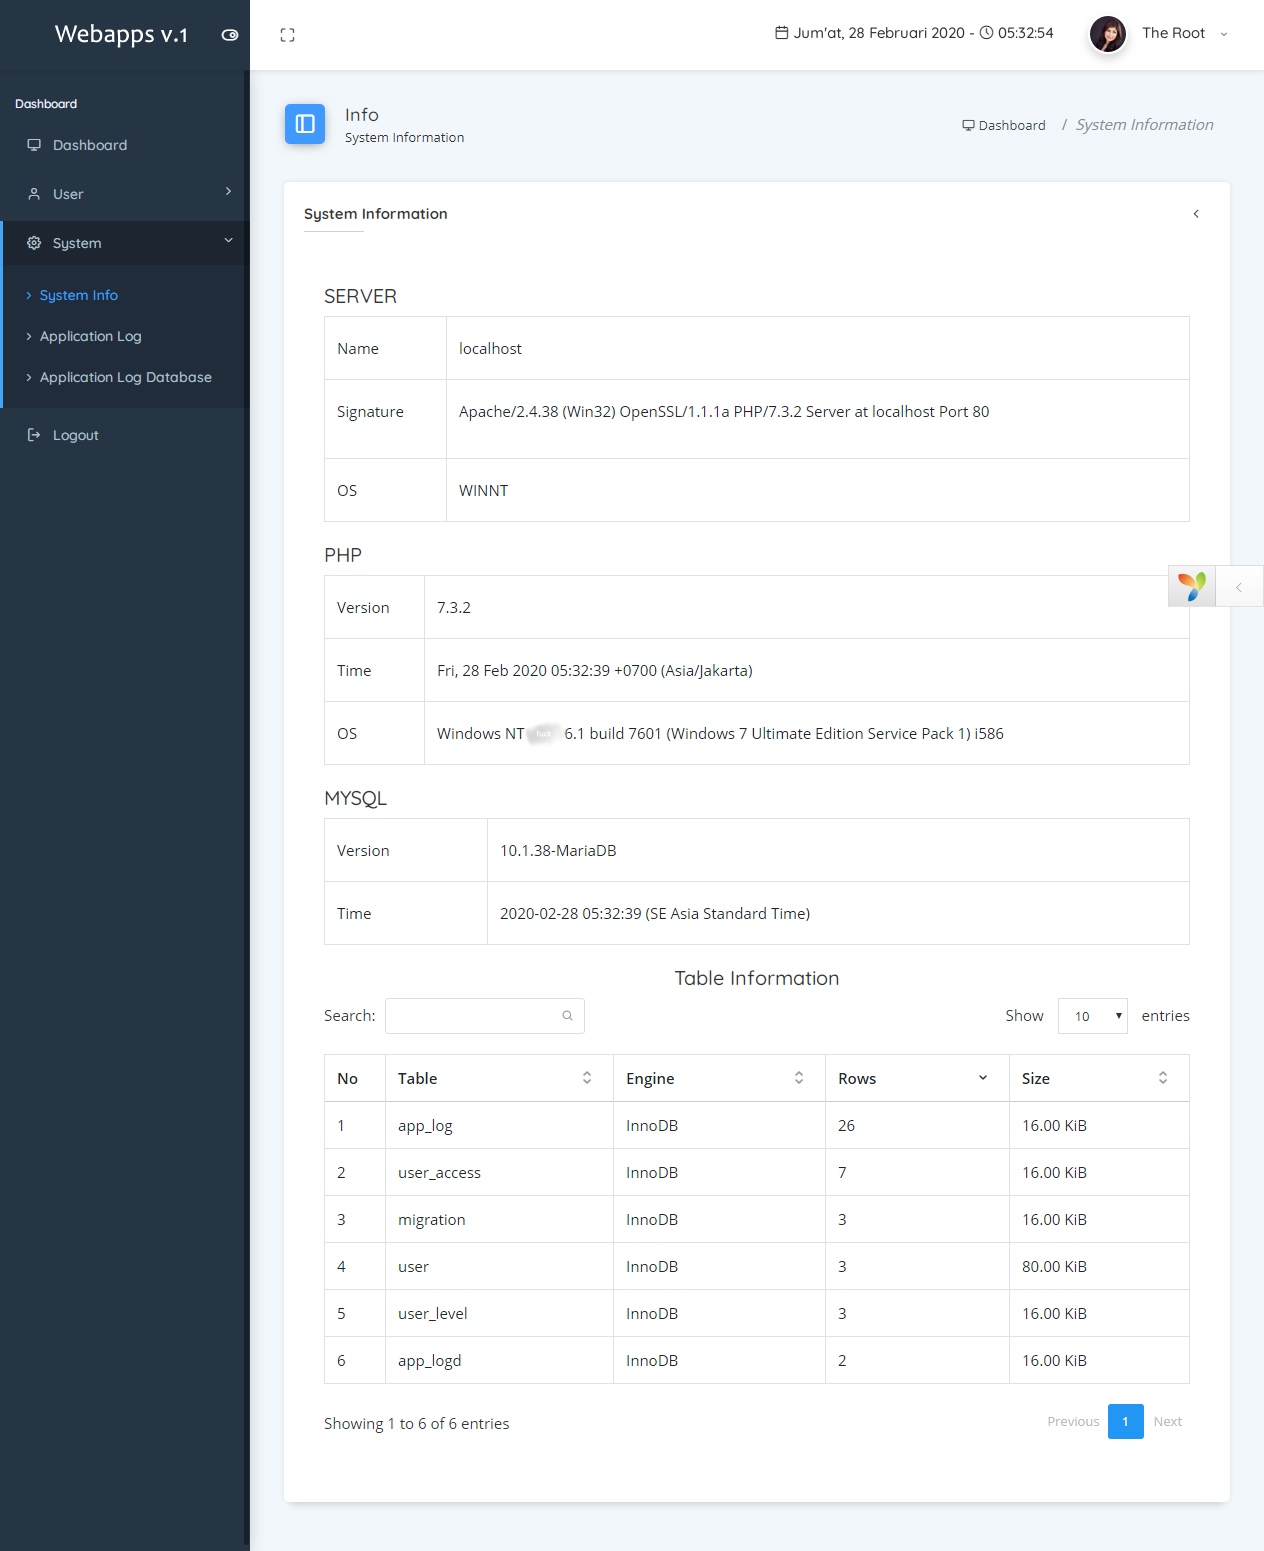 Webapps v.1
Jum'at, 28 Februari 2020 - 05:32:54
The Root
Dashboard
Dashboard
User
System
System Info
Application Log
Application Log Database
Logout
Info
System Information
Dashboard / System Information
System Information
SERVER
Name localhost
Signature Apache/2.4.38 (Win32) OpenSSL/1.1.1a PHP/7.3.2 Server at localhost Port 80
OS WINNT
PHP
Version 7.3.2
Time Fri, 28 Feb 2020 05:32:39 +0700 (Asia/Jakarta)
OS Windows NT fuck 6.1 build 7601 (Windows 7 Ultimate Edition Service Pack 1) i586
MYSQL
Version 10.1.38-MariaDB
Time 2020-02-28 05:32:39 (SE Asia Standard Time)
Table Information
Search: Show 10 entries
No Table Engine Rows Size
1 app_log InnoDB 26 16.00 KiB
2 user_access InnoDB 7 16.00 KiB
3 migration InnoDB 3 16.00 KiB
4 user InnoDB 3 80.00 KiB
5 user_level InnoDB 3 16.00 KiB
6 app_logd InnoDB 2 16.00 KiB
Showing 1 to 6 of 6 entries
Previous 1 Next